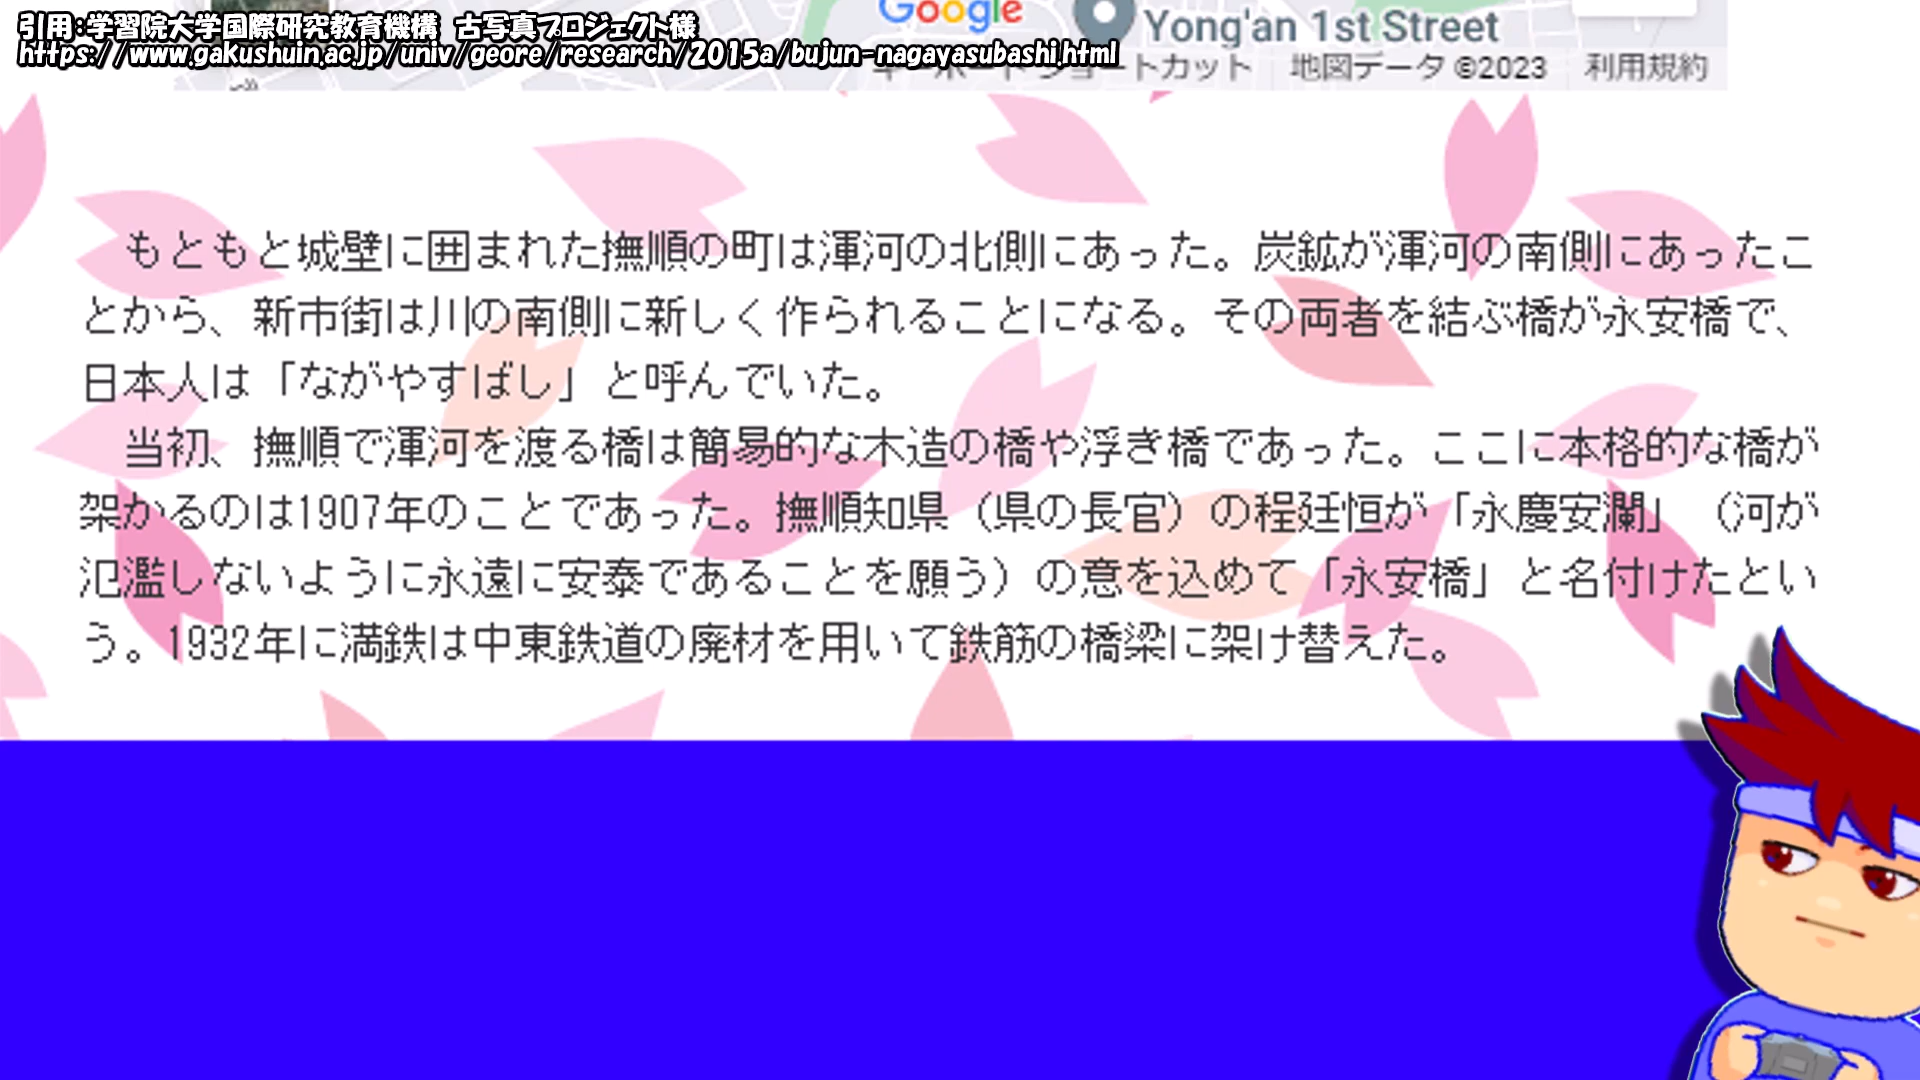 引用：学習院大学国際研究教育機構 古写真プロジェクト様
https://www.gakushuin.ac.jp/univ/geore/research/2015a/bujun-nagayasubashi.html
Google
Yong'an 1st Street
キーボード ショートカット 地図データ ©2023 利用規約
もともと城壁に囲まれた撫順の町は渾河の北側にあった。炭鉱が渾河の南側にあったこ
とから、新市街は川の南側に新しく作られることになる。その両者を結ぶ橋が永安橋で、
日本人は「ながやすばし」と呼んでいた。
当初、撫順で渾河を渡る橋は簡易的な木造の橋や浮き橋であった。ここに本格的な橋が
架かるのは1907年のことであった。撫順知県（県の長官）の程廷恒が「永慶安瀾」（河が
氾濫しないように永遠に安泰であることを願う）の意を込めて「永安橋」と名付けたとい
う。1932年に満鉄は中東鉄道の廃材を用いて鉄筋の橋梁に架け替えた。